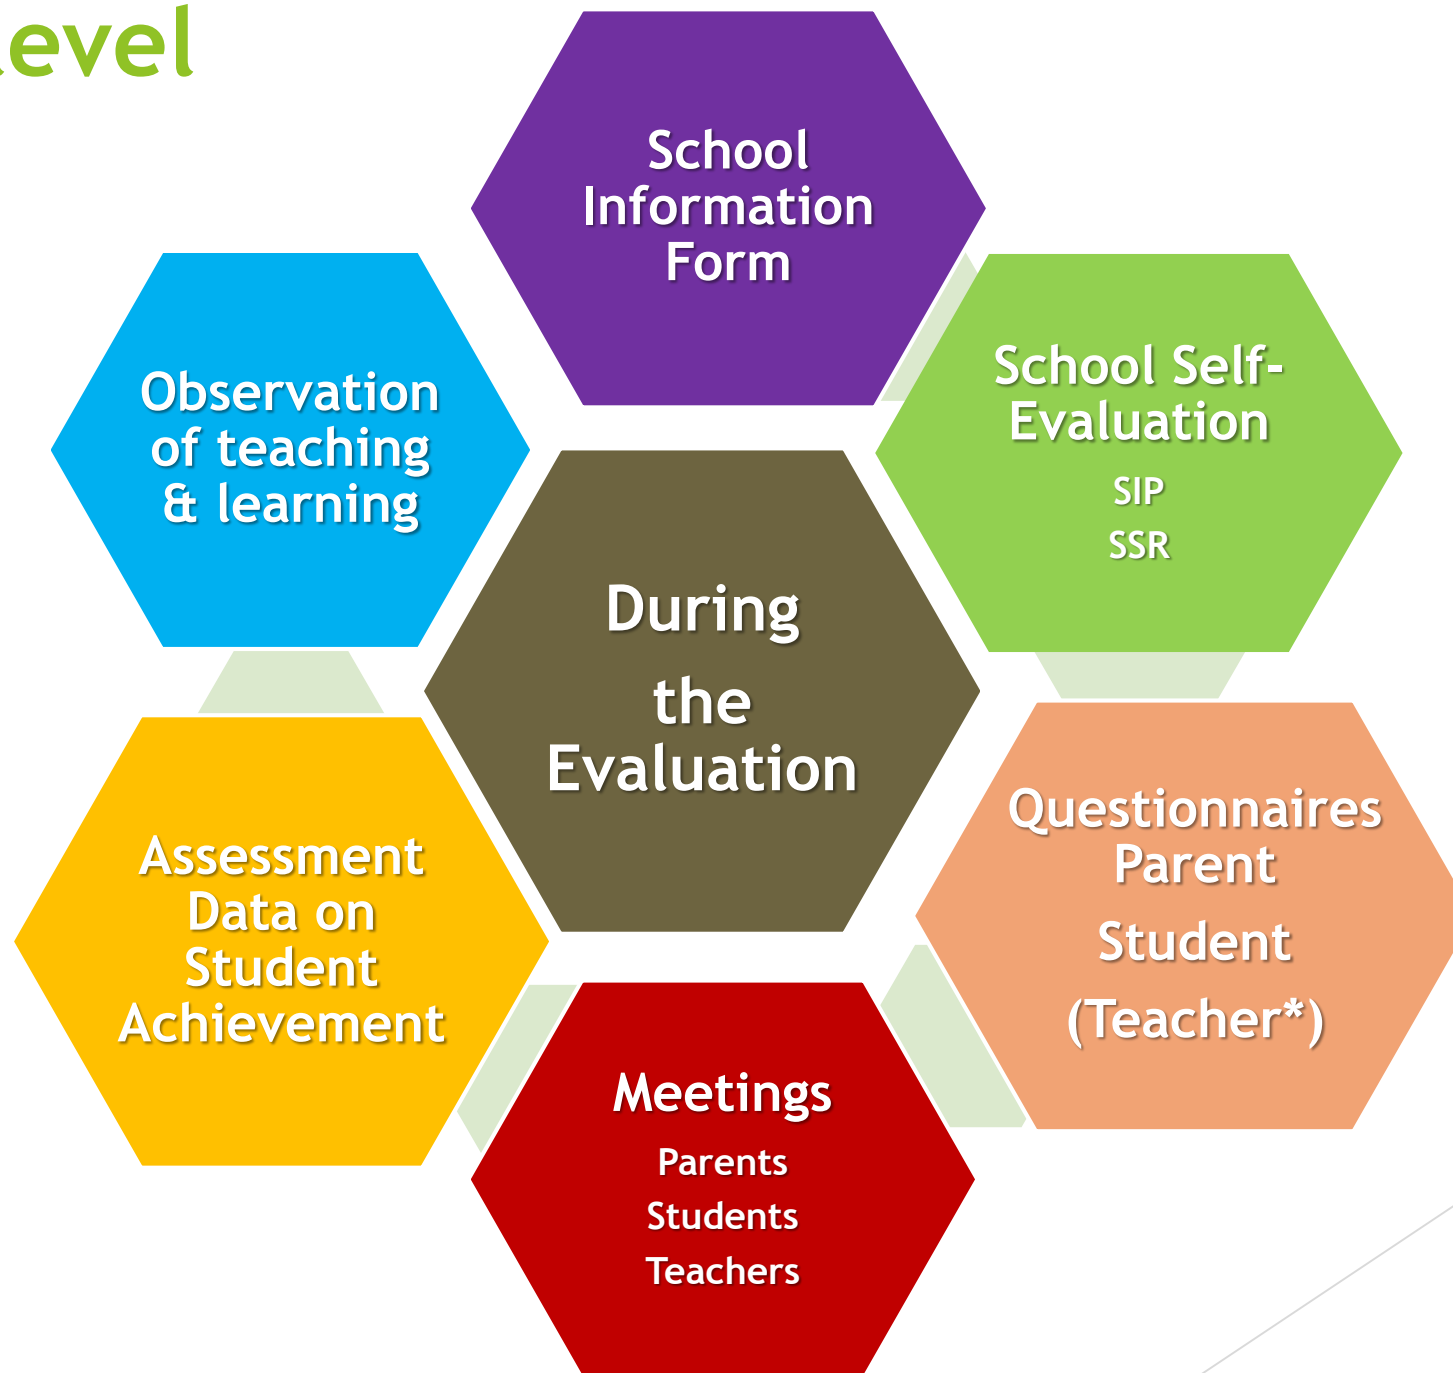 evel
School
Information
Form
School Self-
Evaluation
SIP
SSR
Observation
of teaching
& learning
During
the
Evaluation
Questionnaires
Parent
Student
(Teacher*)
Assessment
Data on
Student
Achievement
Meetings
Parents
Students
Teachers